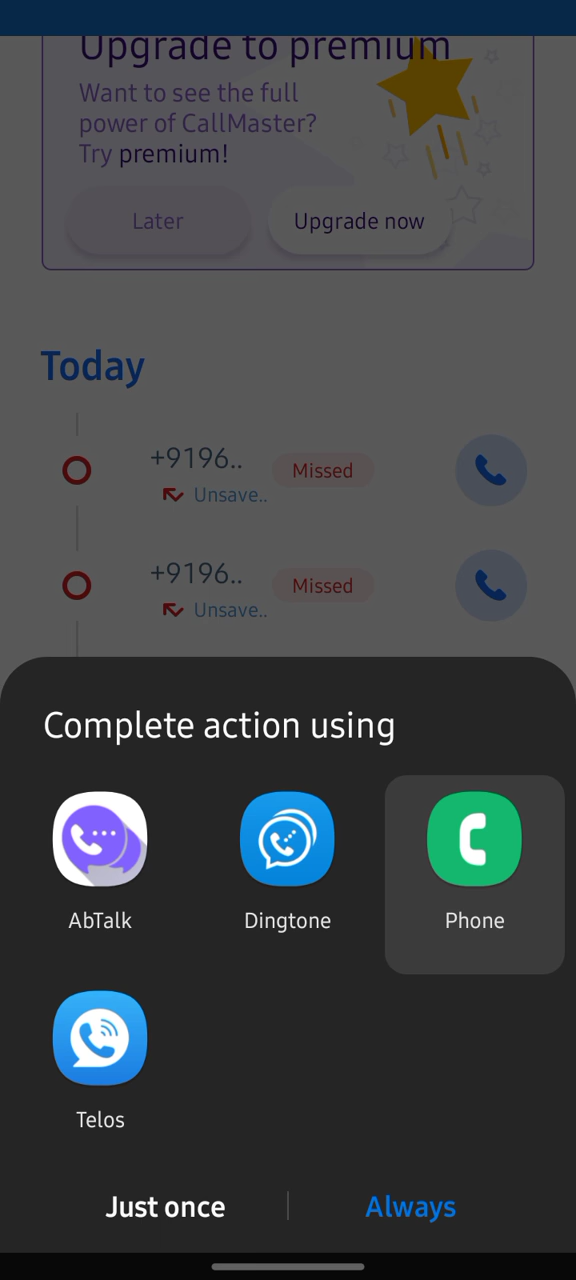 Upgrade to premium
Want to see the full
power of CallMaster?
Try premium!
Later
Upgrade now
Today
+9196..
Missed
Unsave..
+9196..
Missed
Unsave..
Complete action using
AbTalk
Dingtone
Phone
Telos
Just once
Always